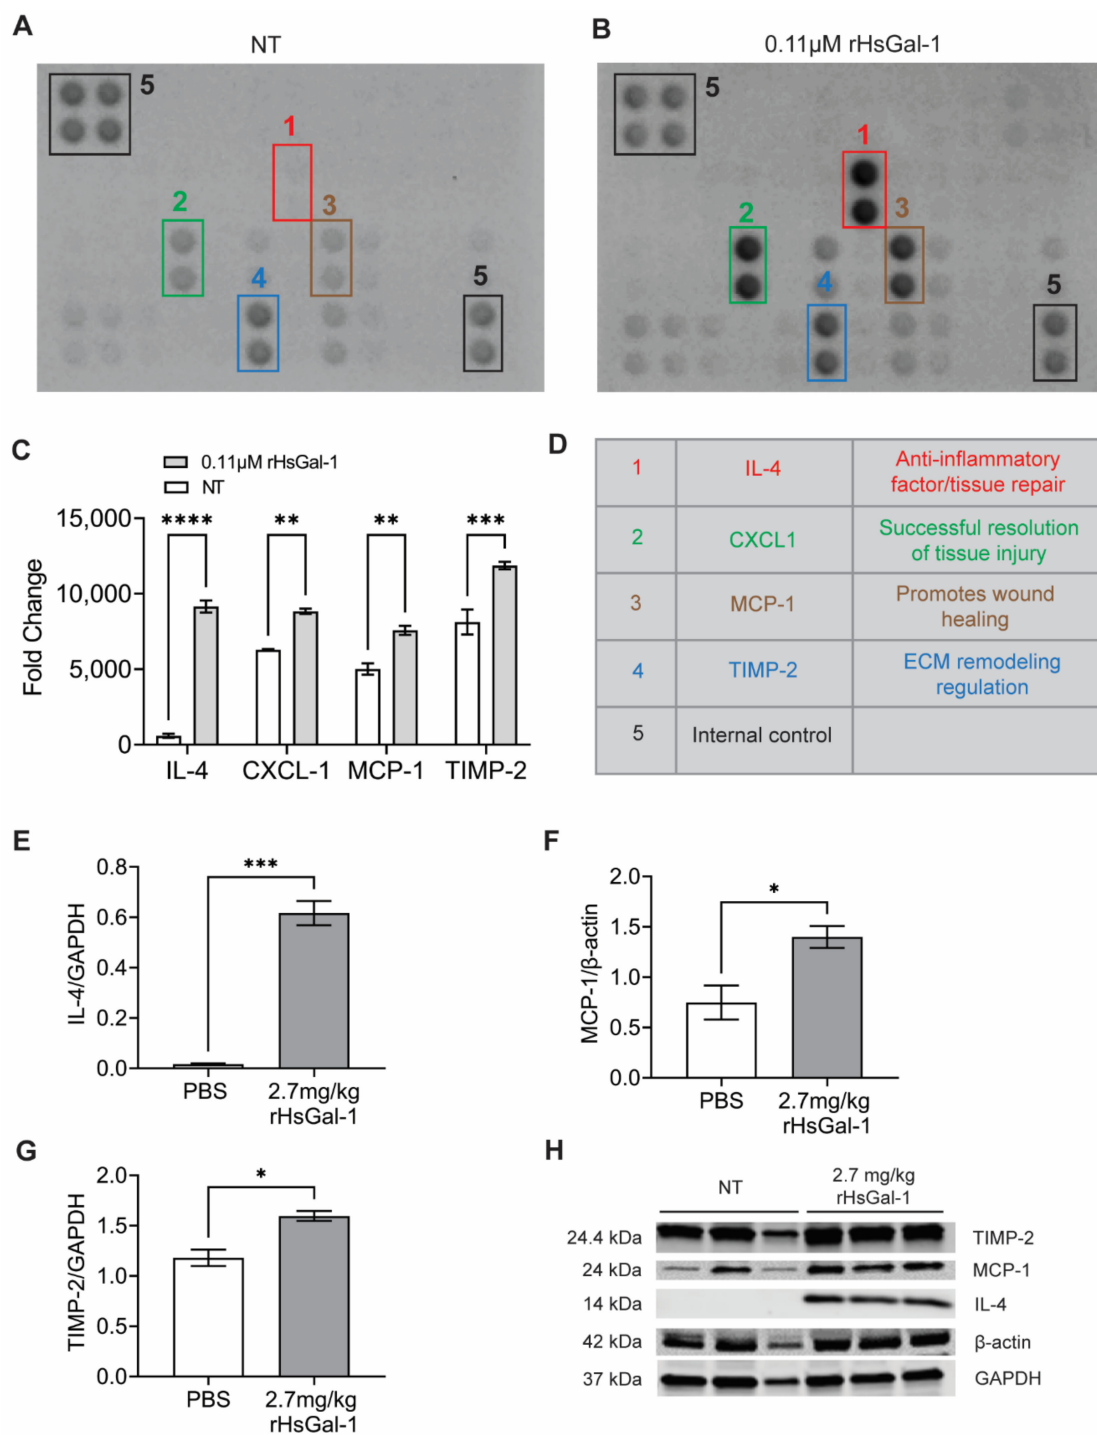 A
NT
5
1
2
3
4
5
B
0.11µM rHsGal-1
5
1
2
3
4
5
C
0.11µM rHsGal-1
NT
Fold Change
15,000
10,000
5,000
0
****
**
**
***
IL-4
CXCL-1
MCP-1
TIMP-2
D
1
IL-4
Anti-inflammatory
factor/tissue repair
2
CXCL1
Successful resolution
of tissue injury
3
MCP-1
Promotes wound
healing
4
TIMP-2
ECM remodeling
regulation
5
Internal control
E
IL-4/GAPDH
0.8
0.6
0.4
0.2
0.0
***
PBS
2.7mg/kg
rHsGal-1
F
MCP-1/β-actin
2.0
1.5
1.0
0.5
0.0
*
PBS
2.7mg/kg
rHsGal-1
G
TIMP-2/GAPDH
2.0
1.5
1.0
0.5
0.0
*
PBS
2.7mg/kg
rHsGal-1
H
NT
2.7 mg/kg
rHsGal-1
24.4 kDa
TIMP-2
24 kDa
MCP-1
14 kDa
IL-4
42 kDa
β-actin
37 kDa
GAPDH